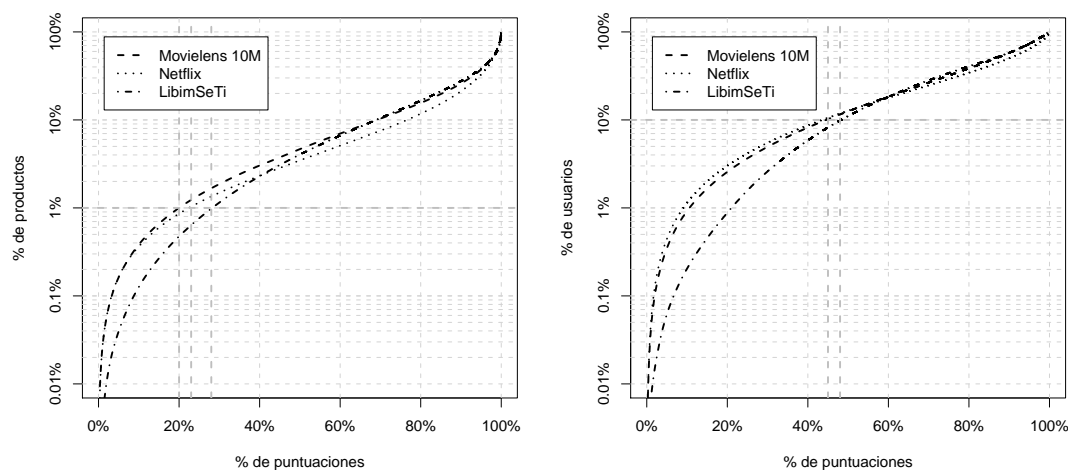 Movielens 10M
Netflix
LibimSeTi
100%
10%
1%
0.1%
0.01%
% de productos
0% 20% 40% 60% 80% 100%
% de puntuaciones
Movielens 10M
Netflix
LibimSeTi
100%
10%
1%
0.1%
0.01%
% de usuarios
0% 20% 40% 60% 80% 100%
% de puntuaciones